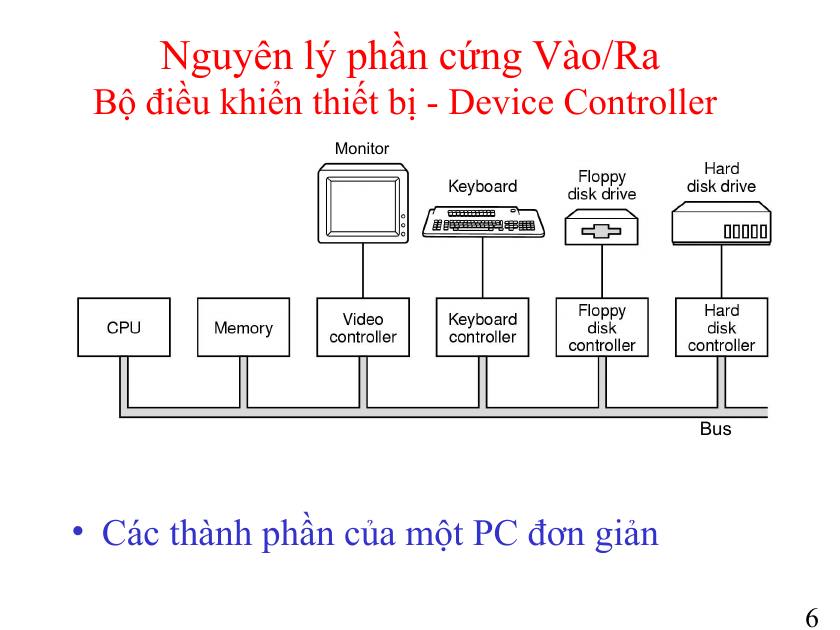 Nguyên lý phần cứng Vào/Ra
Bộ điều khiển thiết bị - Device Controller
Monitor
Keyboard
Floppy
disk drive
Hard
disk drive
CPU
Memory
Video
controller
Keyboard
controller
Floppy
disk
controller
Hard
disk
controller
Bus
• Các thành phần của một PC đơn giản
6